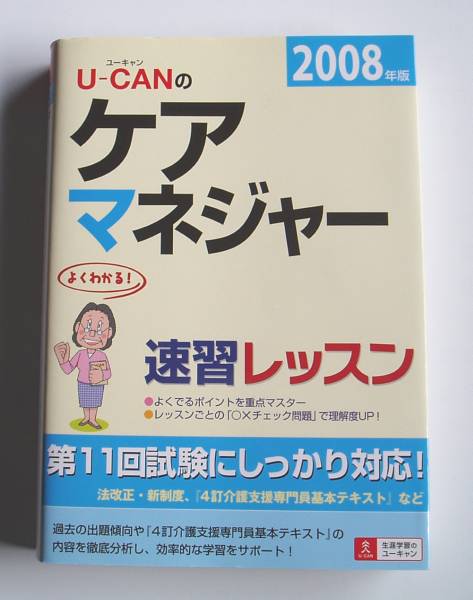 ユーキャン
U-CANの
2008年版
ケア
マネジャー
よくわかる!
速習レッスン
●よくでるポイントを重点マスター
●レッスンごとの「○×チェック問題」で理解度UP!
第11回試験にしっかり対応!
法改正・新制度、『4訂介護支援専門員基本テキスト』など
過去の出題傾向や『4訂介護支援専門員基本テキスト』の
内容を徹底分析し、効率的な学習をサポート!
U-CAN
生涯学習の
ユーキャン